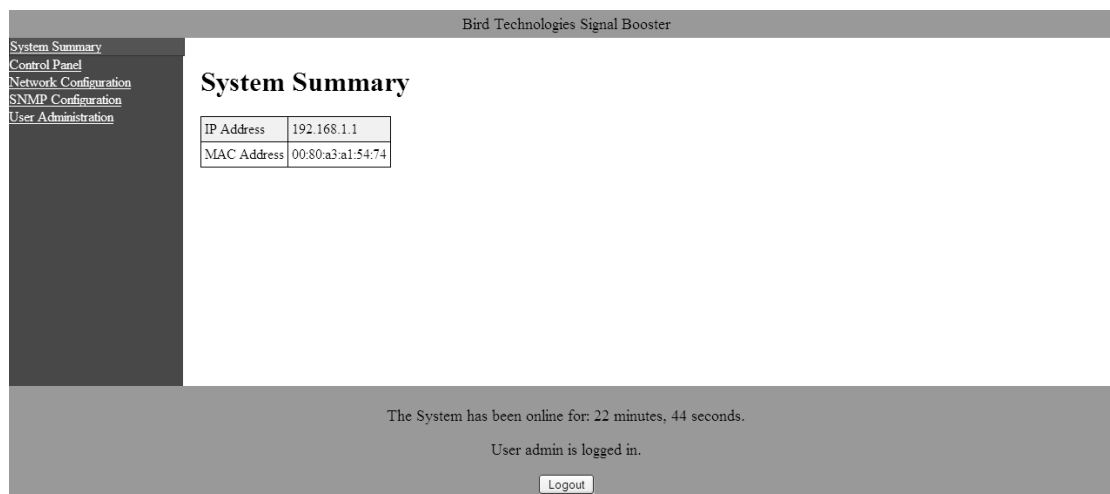 Bird Technologies Signal Booster
System Summary
Control Panel
Network Configuration
SNMP Configuration
User Administration
System Summary
IP Address 192.168.1.1
MAC Address 00:80:a3:a1:54:74
The System has been online for: 22 minutes, 44 seconds.
User admin is logged in.
Logout